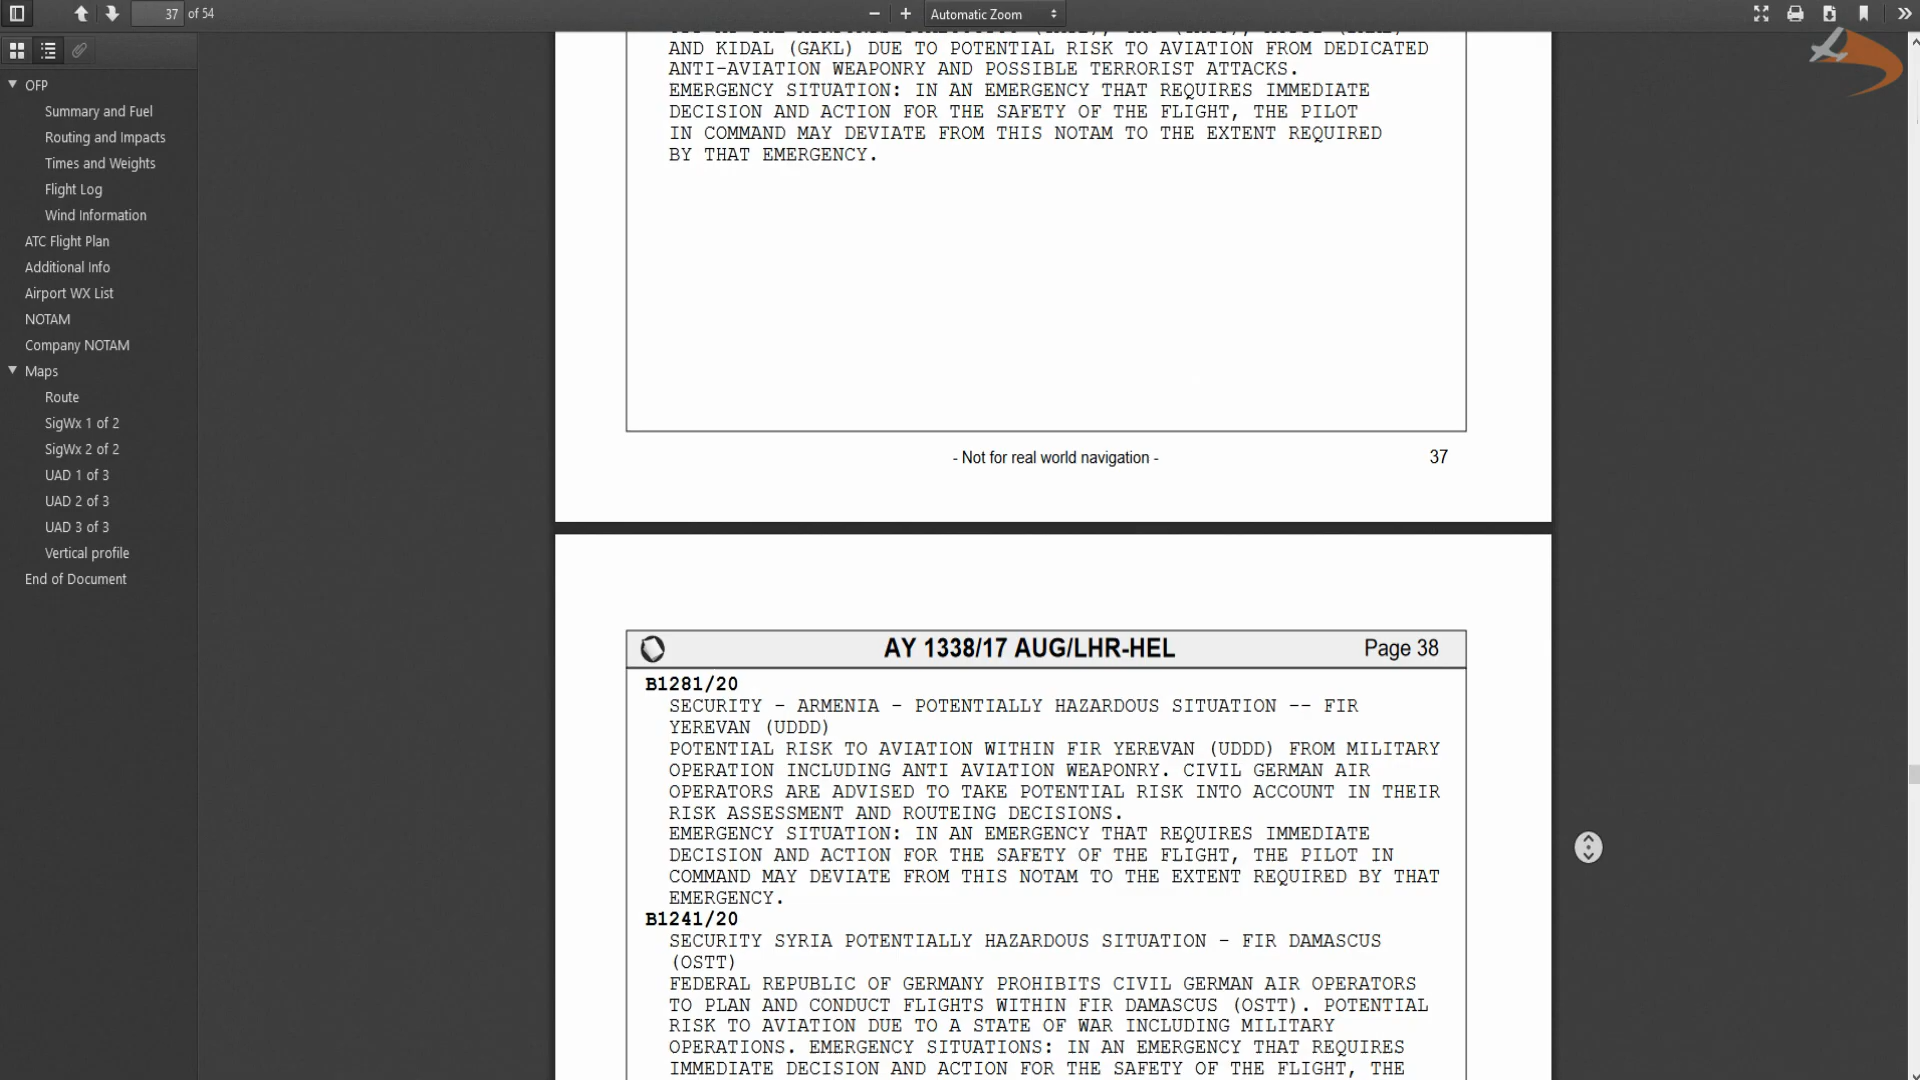 37 of 54
Automatic Zoom
OFP
Summary and Fuel
Routing and Impacts
Times and Weights
Flight Log
Wind Information
ATC Flight Plan
Additional Info
Airport WX List
NOTAM
Company NOTAM
Maps
Route
SigWx 1 of 2
SigWx 2 of 2
UAD 1 of 3
UAD 2 of 3
UAD 3 of 3
Vertical profile
End of Document
AND KIDAL (GAKL) DUE TO POTENTIAL RISK TO AVIATION FROM DEDICATED
ANTI-AVIATION WEAPONRY AND POSSIBLE TERRORIST ATTACKS.
EMERGENCY SITUATION: IN AN EMERGENCY THAT REQUIRES IMMEDIATE
DECISION AND ACTION FOR THE SAFETY OF THE FLIGHT, THE PILOT
IN COMMAND MAY DEVIATE FROM THIS NOTAM TO THE EXTENT REQUIRED
BY THAT EMERGENCY.
- Not for real world navigation -
37
AY 1338/17 AUG/LHR-HEL
Page 38
B1281/20
SECURITY - ARMENIA - POTENTIALLY HAZARDOUS SITUATION -- FIR
YEREVAN (UDDD)
POTENTIAL RISK TO AVIATION WITHIN FIR YEREVAN (UDDD) FROM MILITARY
OPERATION INCLUDING ANTI AVIATION WEAPONRY. CIVIL GERMAN AIR
OPERATORS ARE ADVISED TO TAKE POTENTIAL RISK INTO ACCOUNT IN THEIR
RISK ASSESSMENT AND ROUTEING DECISIONS.
EMERGENCY SITUATION: IN AN EMERGENCY THAT REQUIRES IMMEDIATE
DECISION AND ACTION FOR THE SAFETY OF THE FLIGHT, THE PILOT IN
COMMAND MAY DEVIATE FROM THIS NOTAM TO THE EXTENT REQUIRED BY THAT
EMERGENCY.
B1241/20
SECURITY SYRIA POTENTIALLY HAZARDOUS SITUATION - FIR DAMASCUS
(OSTT)
FEDERAL REPUBLIC OF GERMANY PROHIBITS CIVIL GERMAN AIR OPERATORS
TO PLAN AND CONDUCT FLIGHTS WITHIN FIR DAMASCUS (OSTT). POTENTIAL
RISK TO AVIATION DUE TO A STATE OF WAR INCLUDING MILITARY
OPERATIONS. EMERGENCY SITUATIONS: IN AN EMERGENCY THAT REQUIRES
IMMEDIATE DECISION AND ACTION FOR THE SAFETY OF THE FLIGHT, THE